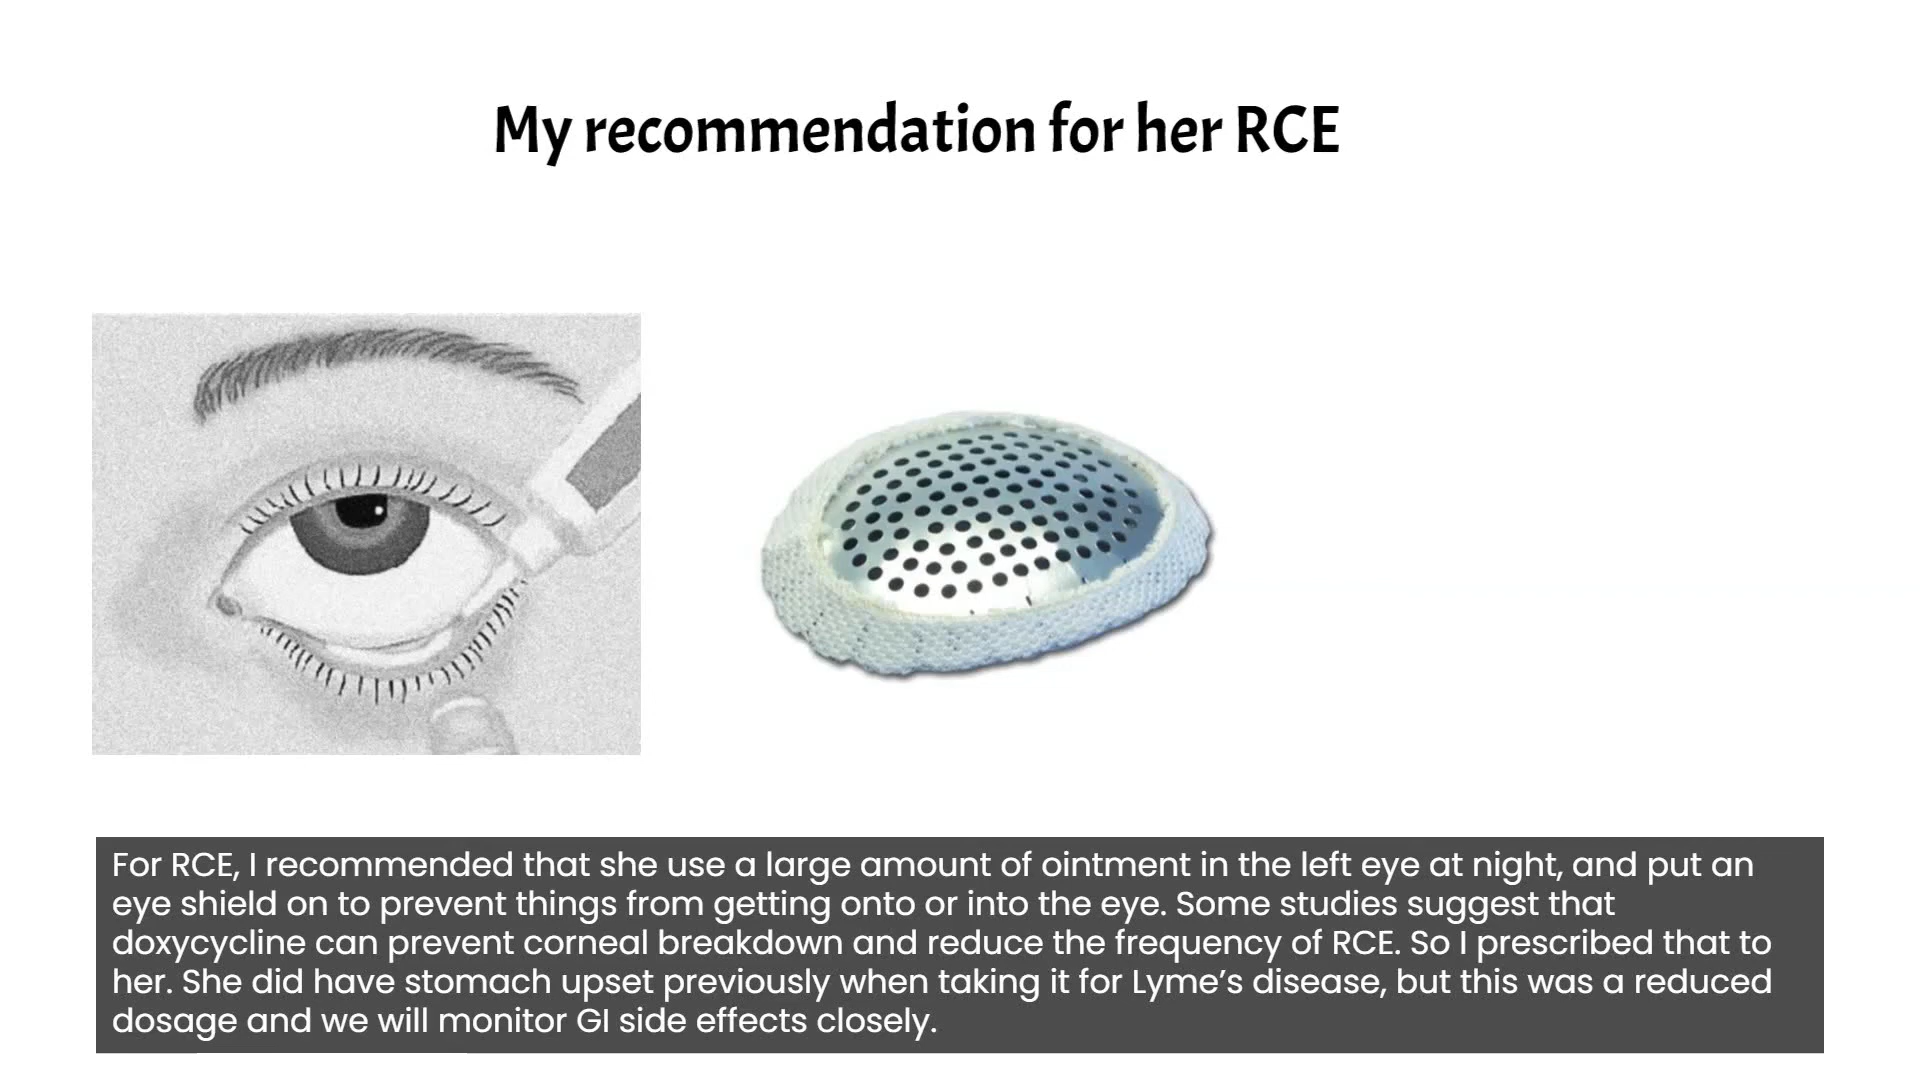 My recommendation for her RCE
For RCE, I recommended that she use a large amount of ointment in the left eye at night, and put an
eye shield on to prevent things from getting onto or into the eye. Some studies suggest that
doxycycline can prevent corneal breakdown and reduce the frequency of RCE. So I prescribed that to
her. She did have stomach upset previously when taking it for Lyme’s disease, but this was a reduced
dosage and we will monitor GI side effects closely.